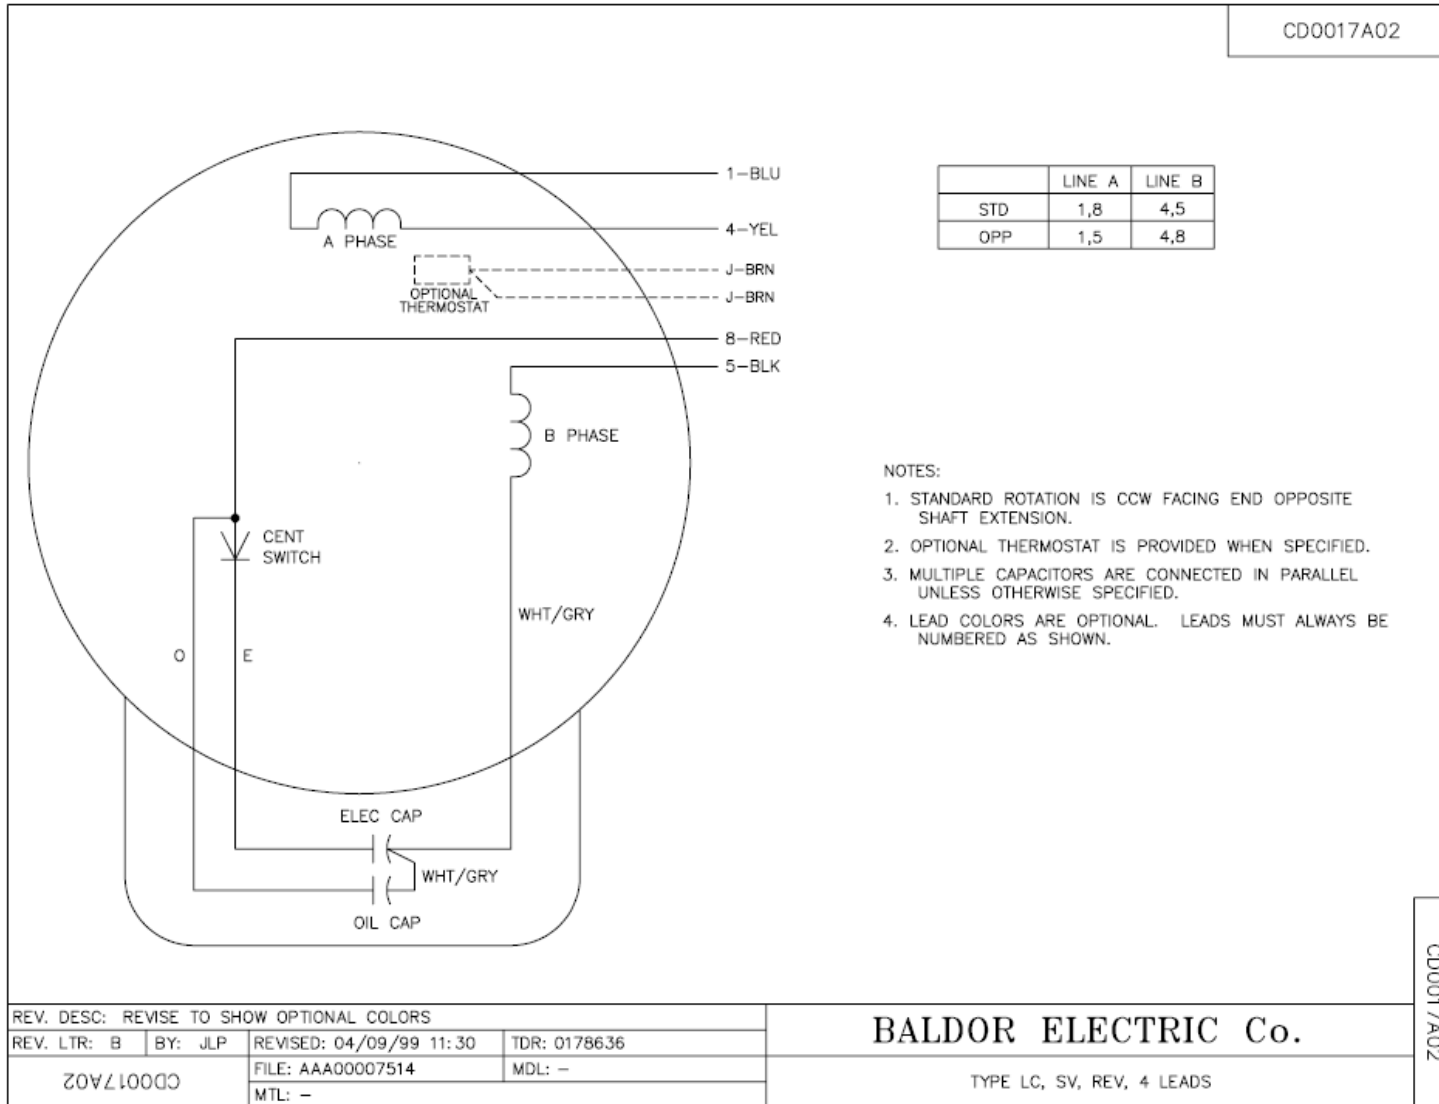 CD0017A02
1-BLU
4-YEL
A PHASE
J-BRN
J-BRN
OPTIONAL
THERMOSTAT
8-RED
5-BLK
B PHASE
CENT
SWITCH
WHT/GRY
O
E
ELEC CAP
WHT/GRY
OIL CAP
LINE A LINE B
STD 1,8 4,5
OPP 1,5 4,8
NOTES:
1. STANDARD ROTATION IS CCW FACING END OPPOSITE
SHAFT EXTENSION.
2. OPTIONAL THERMOSTAT IS PROVIDED WHEN SPECIFIED.
3. MULTIPLE CAPACITORS ARE CONNECTED IN PARALLEL
UNLESS OTHERWISE SPECIFIED.
4. LEAD COLORS ARE OPTIONAL. LEADS MUST ALWAYS BE
NUMBERED AS SHOWN.
CD0017A02
REV. DESC: REVISE TO SHOW OPTIONAL COLORS
REV. LTR: B BY: JLP REVISED: 04/09/99 11:30 TDR: 0178636
CD0017A02
FILE: AAA00007514 MDL: -
MTL: -
BALDOR ELECTRIC Co.
TYPE LC, SV, REV, 4 LEADS